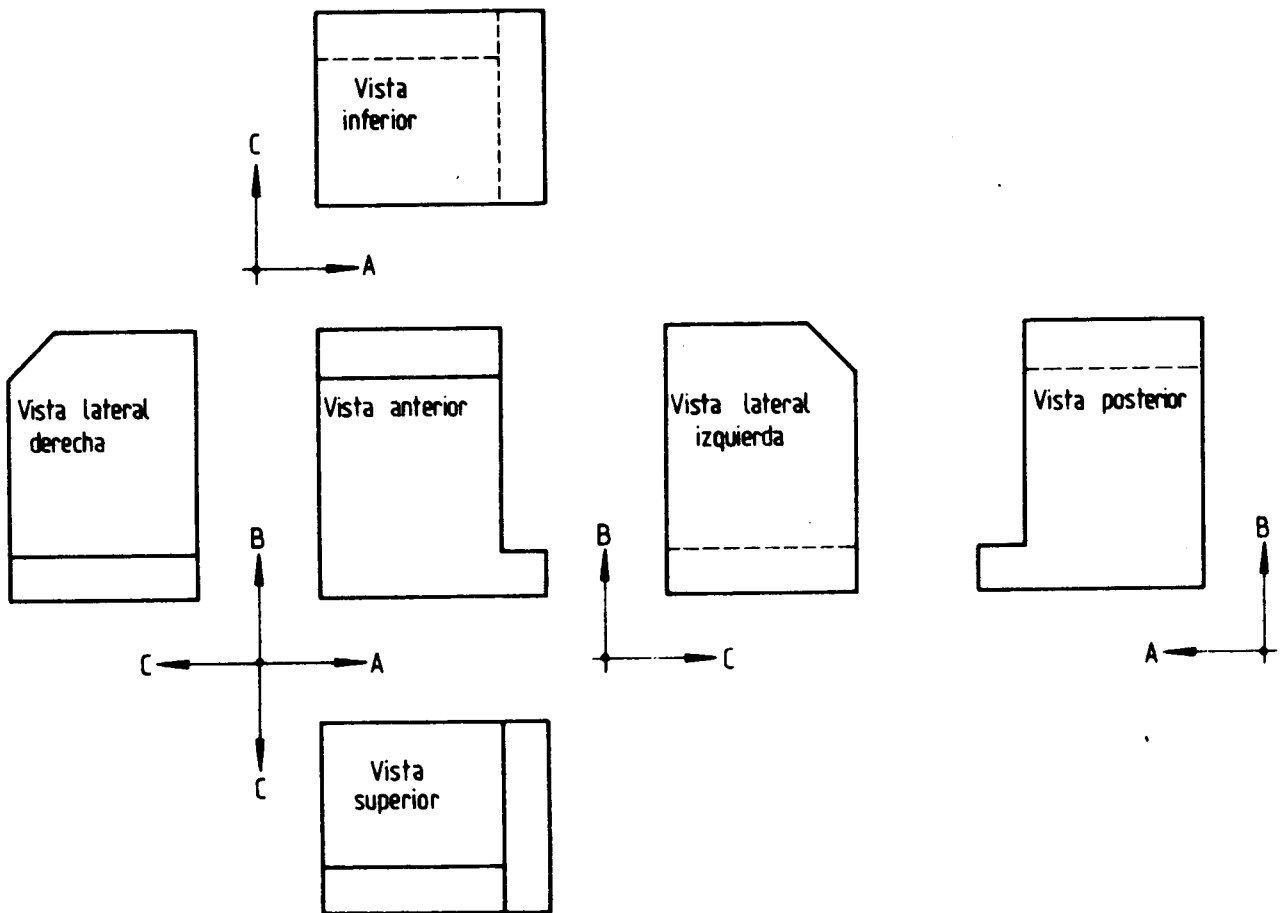 Vista
inferior
C
A
Vista lateral
derecha
Vista anterior
Vista lateral
izquierda
Vista posterior
B
C
A
C
B
C
B
A
Vista
superior